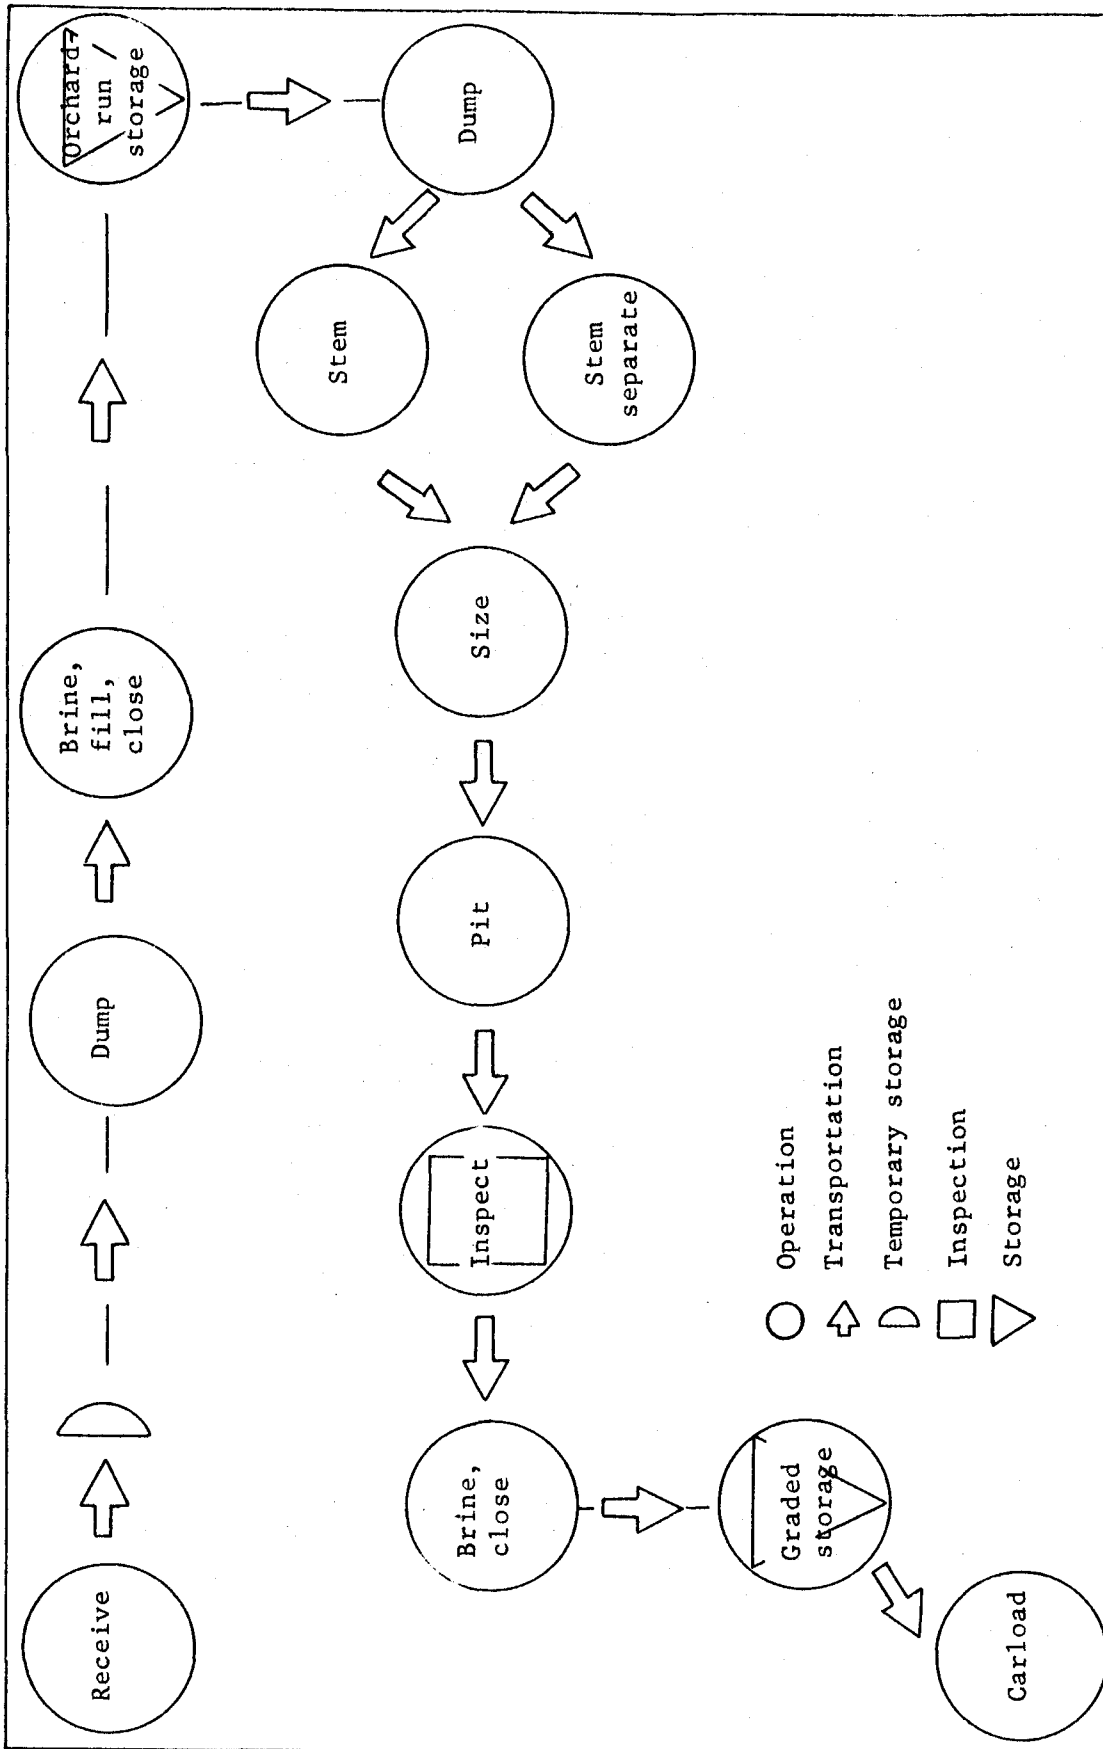 Receive
Dump
Brine,
fill,
close
Orchard-
run
storage
Dump
Stem
Stem
separate
Size
Pit
Inspect
Brine,
close
Graded
storage
Carload
Operation
Transportation
Temporary storage
Inspection
Storage